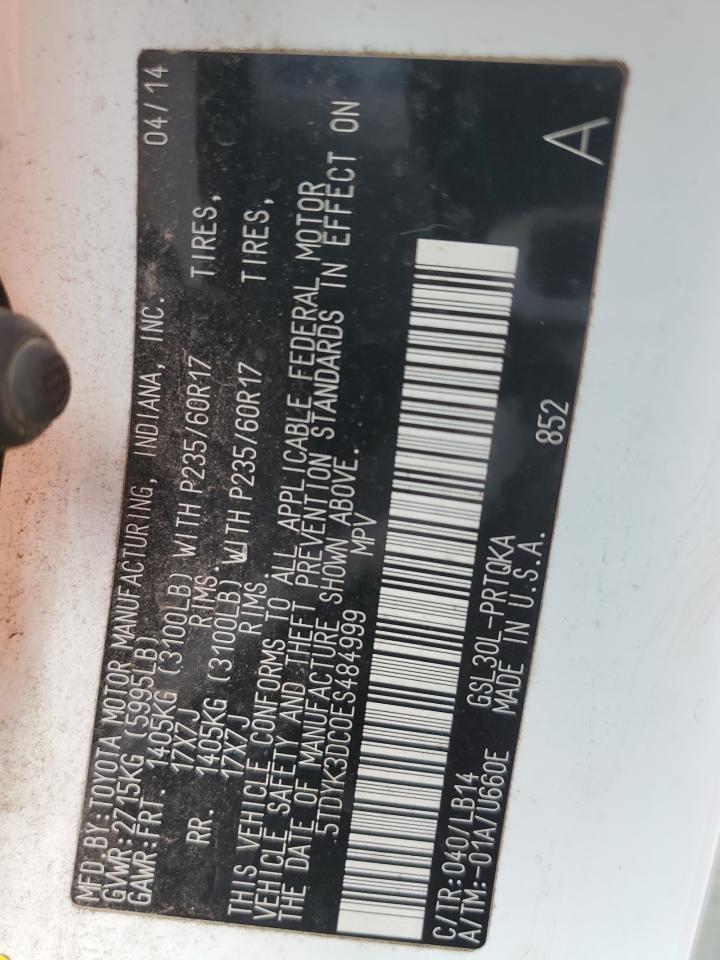 MFD. BY: TOYOTA MOTOR MANUFACTURING, INDIANA, INC. 04/14
GVWR: 2715KG (5995LB)
GAWR: FRT. 1405KG (3100LB) WITH P235/60R17 TIRES,
17X7J RIMS.
RR. 1405KG (3100LB) WITH P235/60R17 TIRES,
17X7J RIMS.
THIS VEHICLE CONFORMS TO ALL APPLICABLE FEDERAL MOTOR
VEHICLE SAFETY AND THEFT PREVENTION STANDARDS IN EFFECT ON
THE DATE OF MANUFACTURE SHOWN ABOVE.
5TDYK3DC0ES484999 MPV
A
C/TR: 040/LB14 GSL30L-PRTQKA
A/TM: -01A/U660E MADE IN U.S.A. 852